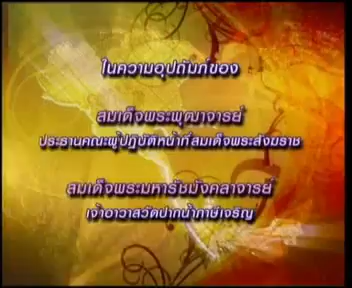 ในความอุปถัมภ์ของ
สมเด็จพระพุฒาจารย์
ประธานคณะผู้ปฏิบัติหน้าที่สมเด็จพระสังฆราช
สมเด็จพระมหารัชมังคลาจารย์
เจ้าอาวาสวัดปากน้ำภาษีเจริญ